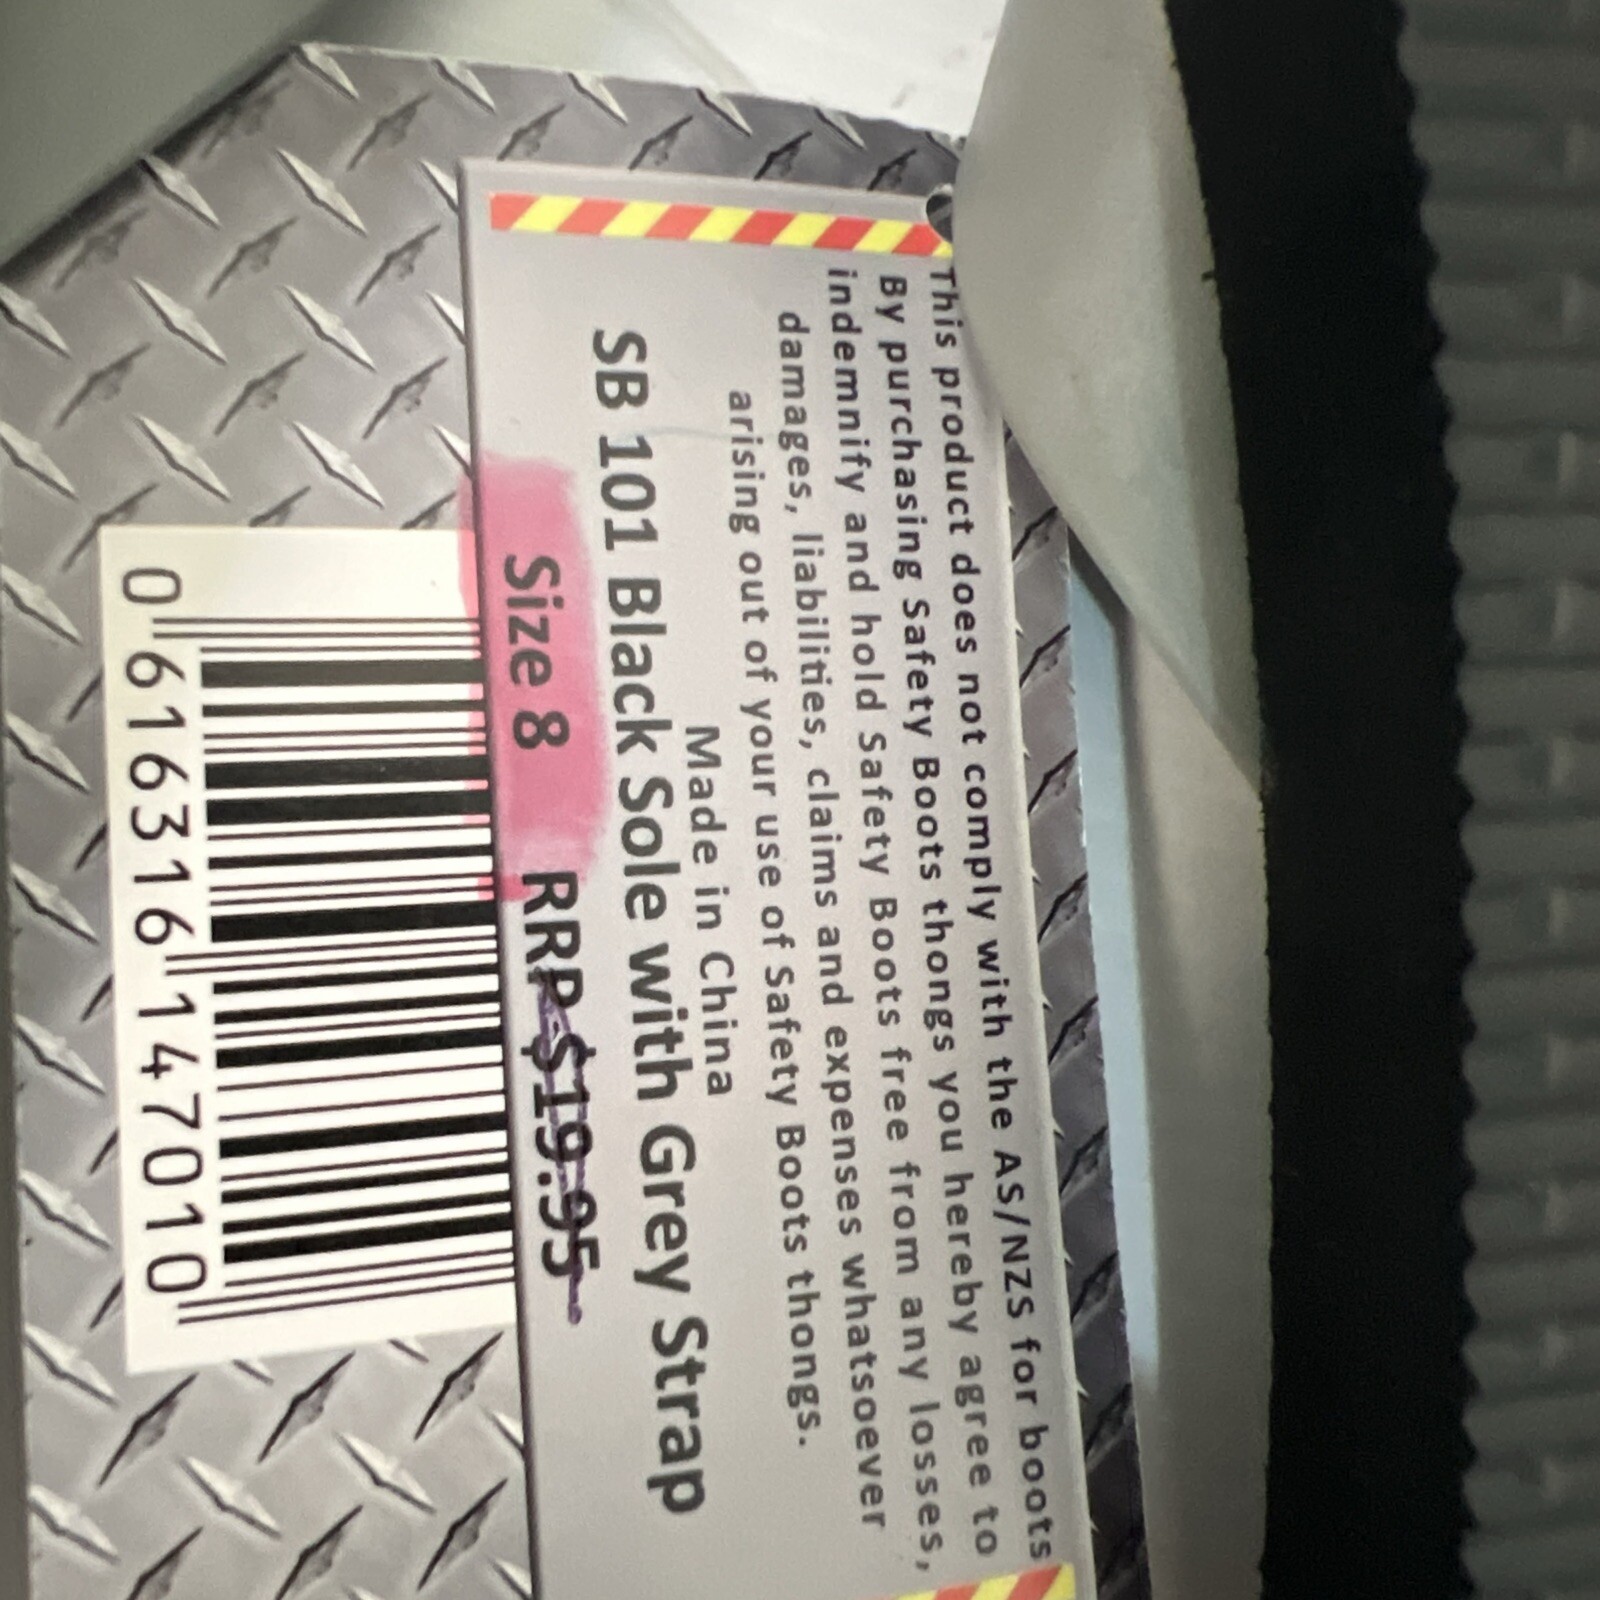 This product does not comply with the AS/NZS for boots
By purchasing Safety Boots thongs you hereby agree to
indemnify and hold Safety Boots free from any losses,
damages, liabilities, claims and expenses whatsoever
arising out of your use of Safety Boots thongs.
Made in China
SB 101 Black Sole with Grey Strap
Size 8 RRP $19.95
0 616316 147010